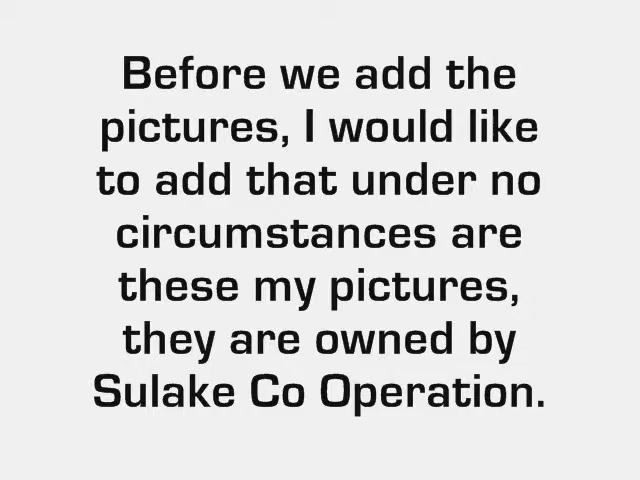 Before we add the
pictures, I would like
to add that under no
circumstances are
these my pictures,
they are owned by
Sulake Co Operation.